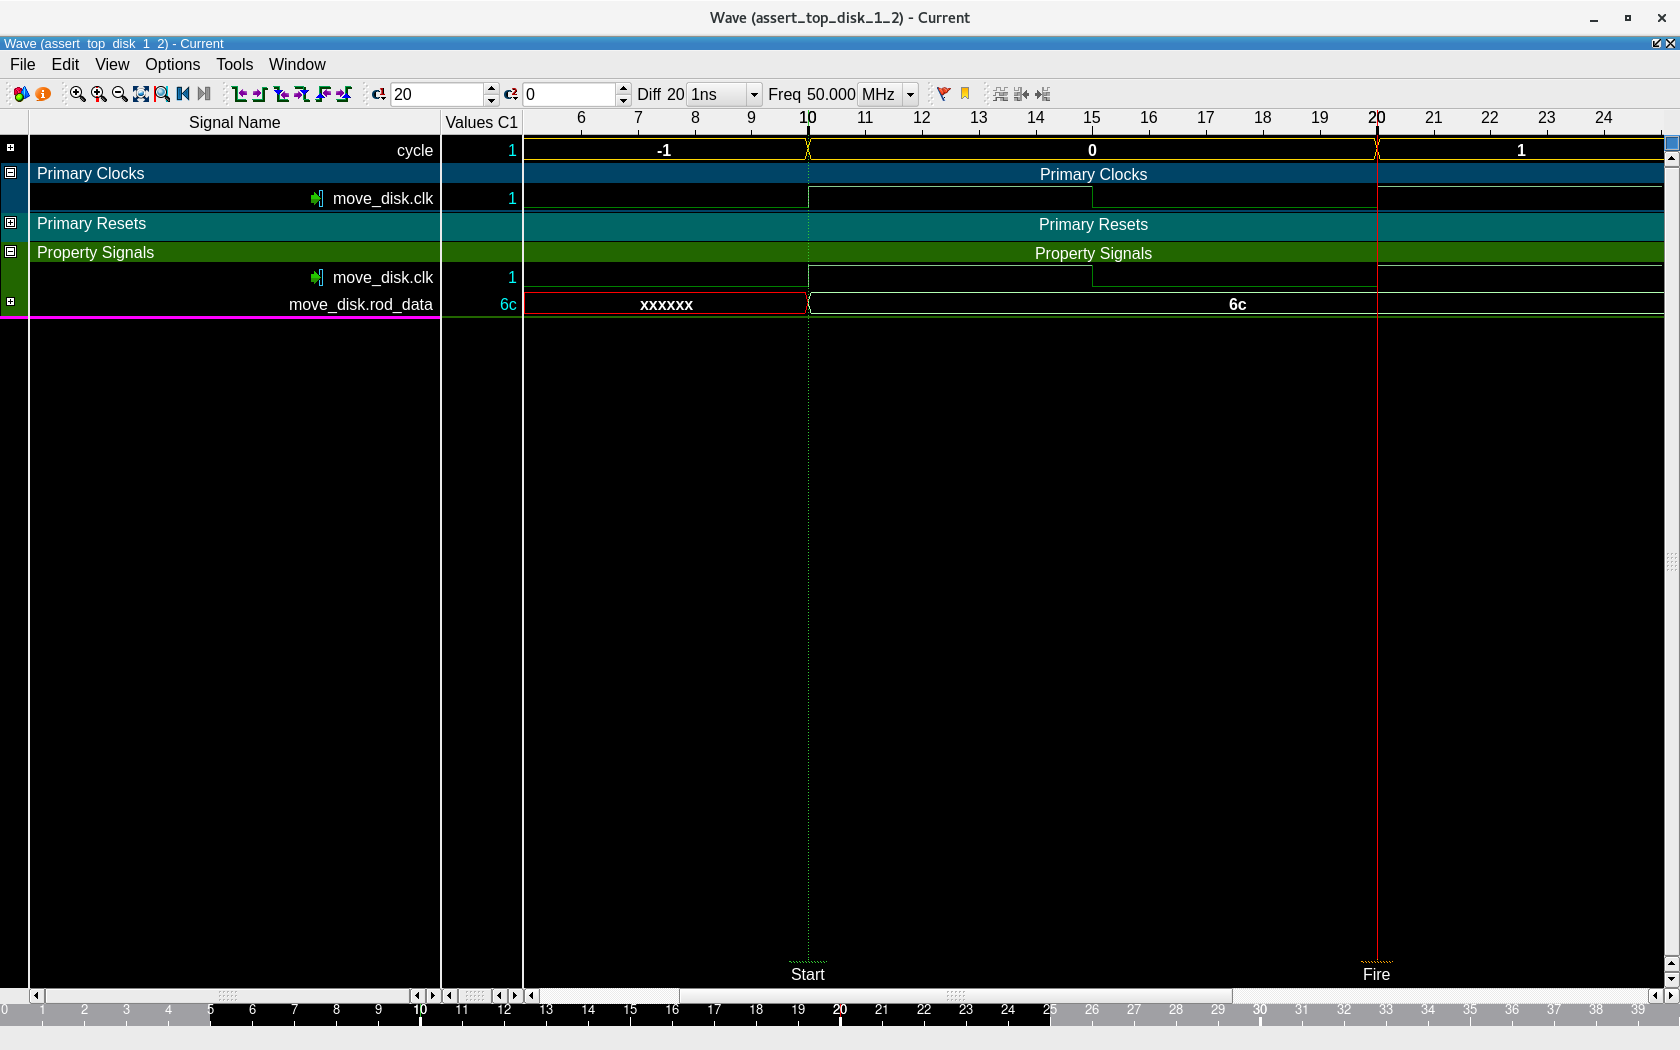 Wave (assert_top_disk_1_2) - Current
Wave (assert_top_disk_1_2) - Current
File Edit View Options Tools Window
c1 20 c2 0 Diff 20 1ns Freq 50.000 MHz
Signal Name Values C1 6 7 8 9 10 11 12 13 14 15 16 17 18 19 20 21 22 23 24
cycle 1 -1 0 1
Primary Clocks Primary Clocks
move_disk.clk 1
Primary Resets Primary Resets
Property Signals Property Signals
move_disk.clk 1
move_disk.rod_data 6c xxxxxx 6c
Start Fire
0 1 2 3 4 5 6 7 8 9 10 11 12 13 14 15 16 17 18 19 20 21 22 23 24 25 26 27 28 29 30 31 32 33 34 35 36 37 38 39